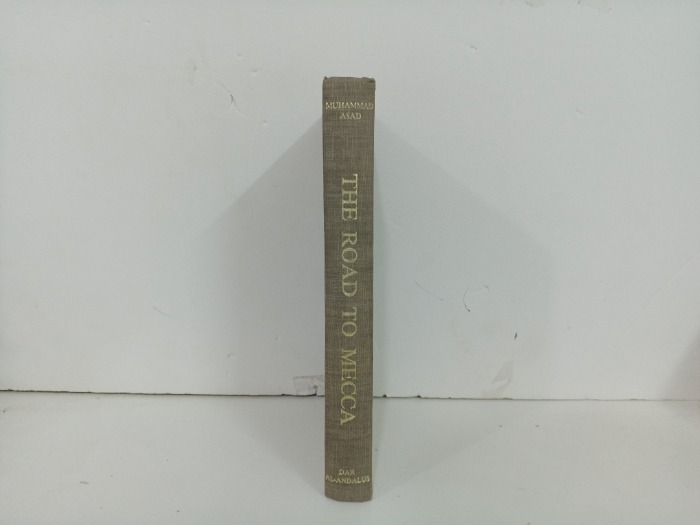 MUHAMMAD
ASAD
THE ROAD TO MECCA
DAR
AL-ANDALUS